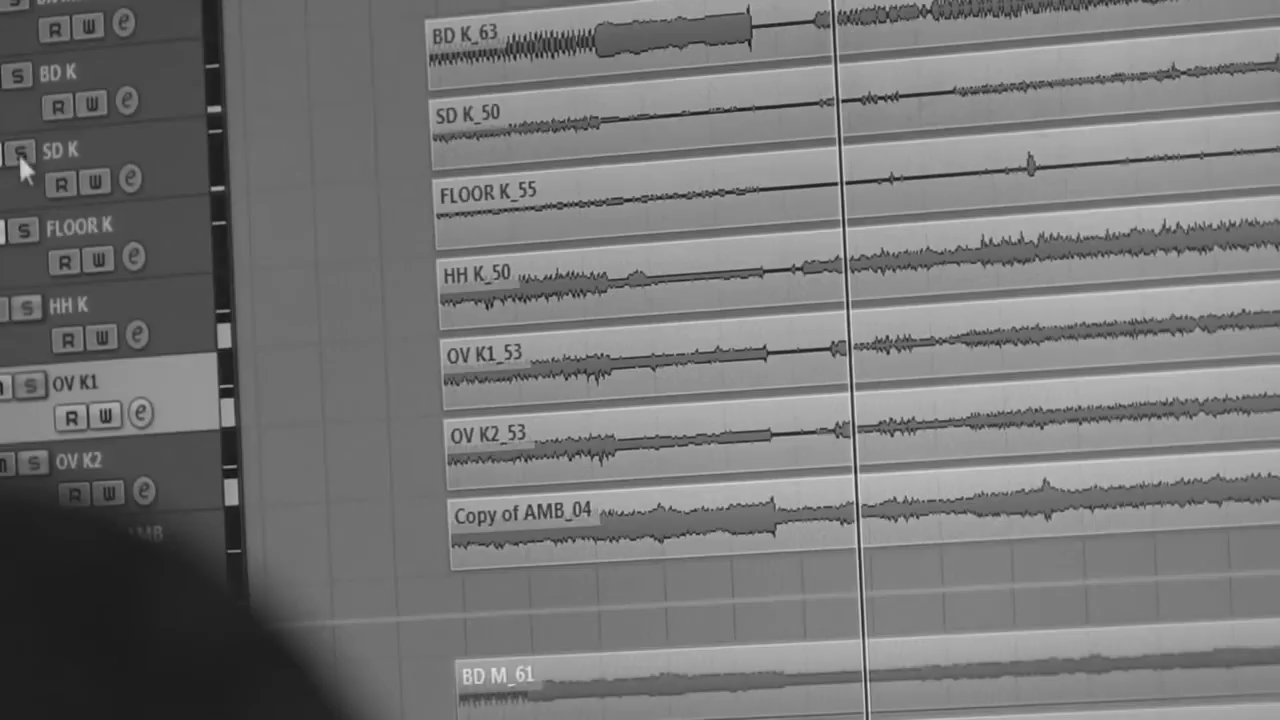 R W e
S BD K
R W e
S SD K
R W e
S FLOOR K
R W e
S HH K
R W e
S OV K1
R W e
S OV K2
R W e
AMB
BD K_63
SD K_50
FLOOR K_55
HH K_50
OV K1_53
OV K2_53
Copy of AMB_04
BD M_61